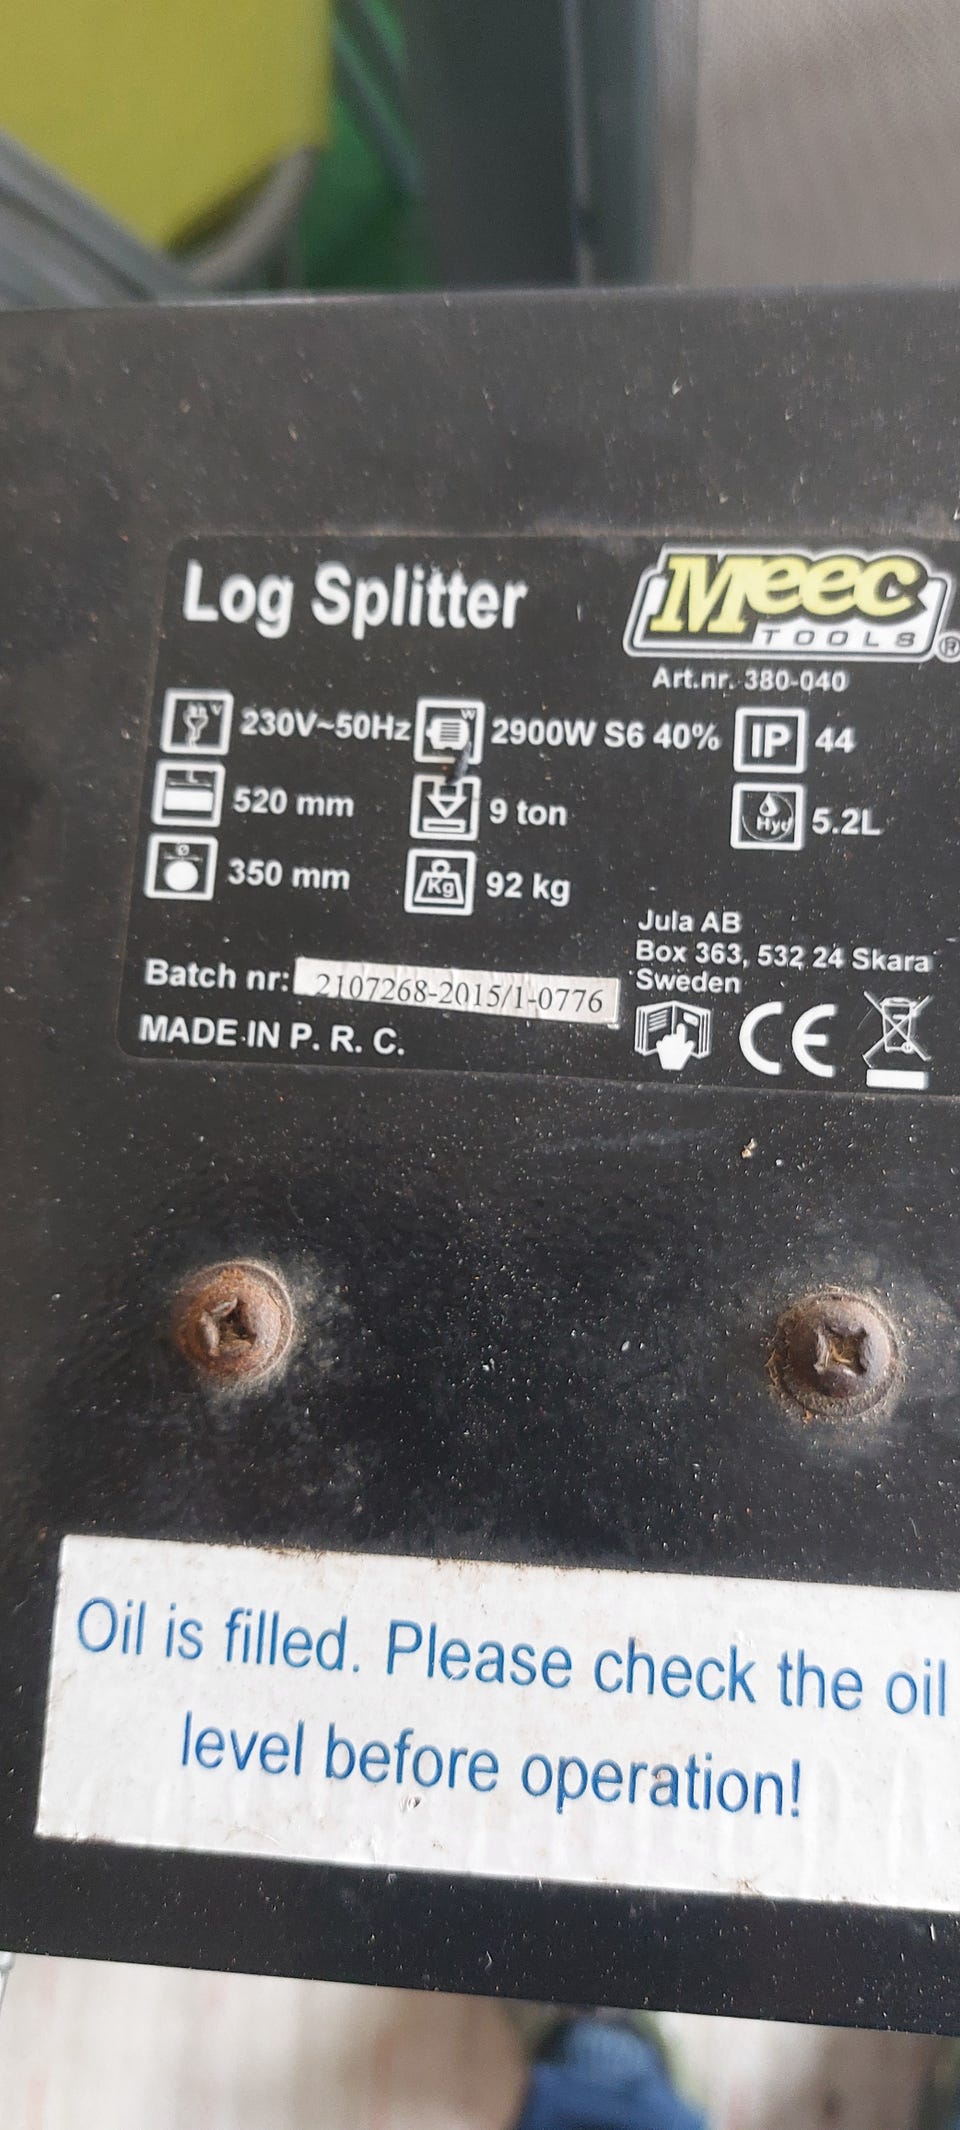 Log Splitter
Meec
TOOLS®
Art.nr. 380-040
230V~50Hz
W
2900W S6 40%
IP 44
L
520 mm
9 ton
Hyd 5.2L
Ø
350 mm
Kg 92 kg
Jula AB
Box 363, 532 24 Skara
Sweden
Batch nr: 2107268-2015/1-0776
MADE IN P. R. C.
CE
Oil is filled. Please check the oil
level before operation!